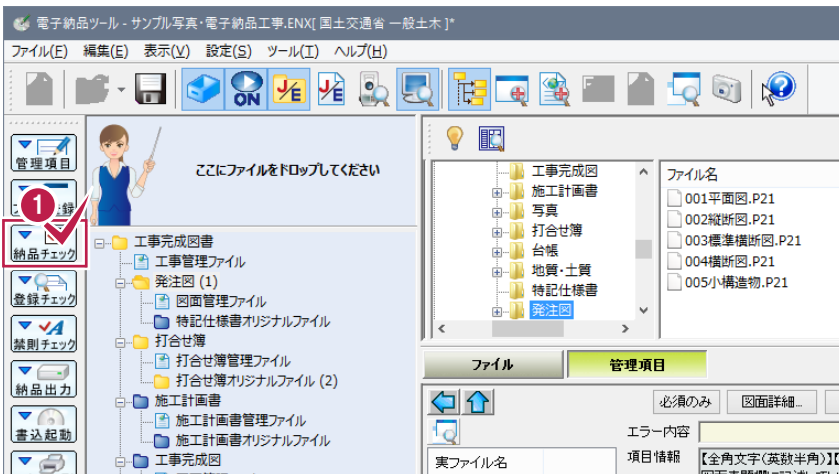 電子納品ツール - サンプル写真・電子納品工事.ENX[ 国土交通省 一般土木 ]*
ファイル(F) 編集(E) 表示(V) 設定(S) ツール(T) ヘルプ(H)
ON J/E J/E
管理項目
ここにファイルをドロップしてください
1
録
納品チェック
登録チェック
禁則チェック
納品出力
書込起動
工事完成図書
工事管理ファイル
発注図 (1)
図面管理ファイル
特記仕様書オリジナルファイル
打合せ簿
打合せ簿管理ファイル
打合せ簿オリジナルファイル (2)
施工計画書
施工計画書管理ファイル
施工計画書オリジナルファイル
工事完成図
工事完成図
施工計画書
写真
打合せ簿
台帳
地質・土質
特記仕様書
発注図
ファイル名
001平面図.P21
002縦断図.P21
003標準横断図.P21
004横断図.P21
005小構造物.P21
ファイル 管理項目
必須のみ 図面詳細...
エラー内容
実ファイル名
項目情報 【全角文字(英数半角)】